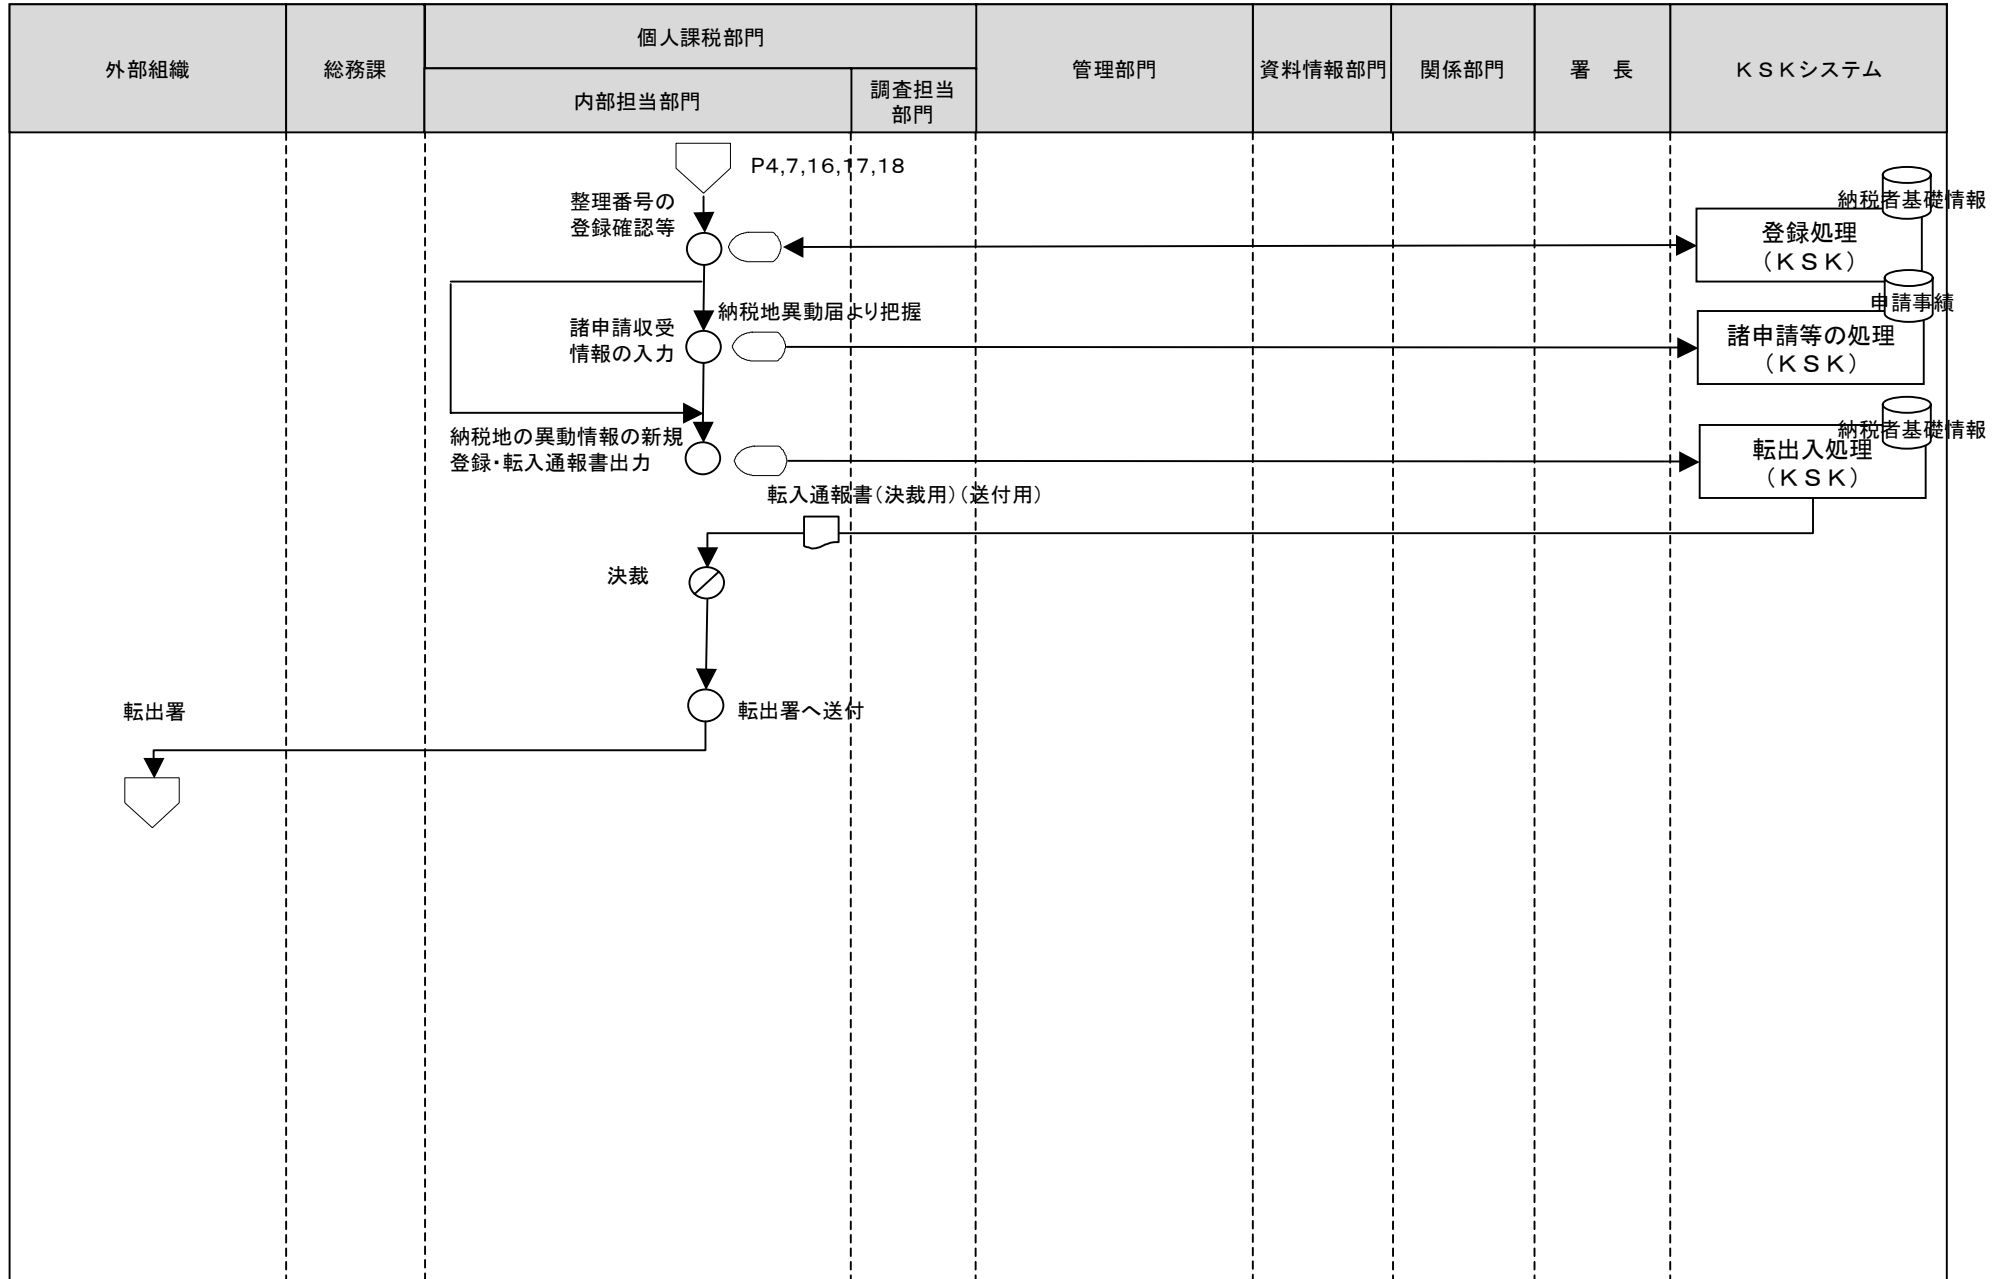 外部組織
総務課
個人課税部門
内部担当部門
調査担当
部門
管理部門
資料情報部門
関係部門
署　長
ＫＳＫシステム
P4,7,16,17,18
整理番号の
登録確認等
納税者基礎情報
登録処理
（ＫＳＫ）
納税地異動届より把握
諸申請収受
情報の入力
申請事績
諸申請等の処理
（ＫＳＫ）
納税地の異動情報の新規
登録・転入通報書出力
納税者基礎情報
転出入処理
（ＫＳＫ）
転入通報書（決裁用）（送付用）
決裁
転出署
転出署へ送付